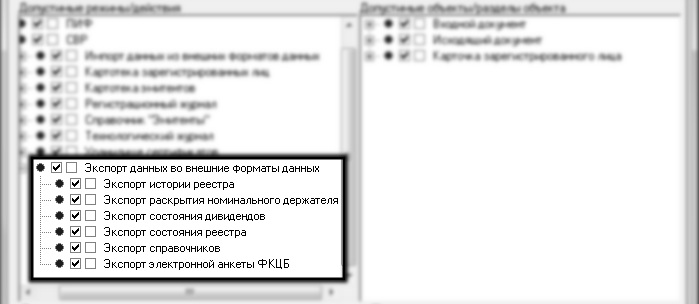 Допустимые режимы/действия
Допустимые объекты/разделы объекта
ПИФ
СВР
Импорт данных из внешних форматов данных
Картотека зарегистрированных лиц
Картотека эмитентов
Регистрационный журнал
Справочник "Эмитенты"
Технологический журнал
Входной документ
Исходящий документ
Карточка зарегистрированного лица
Экспорт данных во внешние форматы данных
Экспорт истории реестра
Экспорт раскрытия номинального держателя
Экспорт состояния дивидендов
Экспорт состояния реестра
Экспорт справочников
Экспорт электронной анкеты ФКЦБ